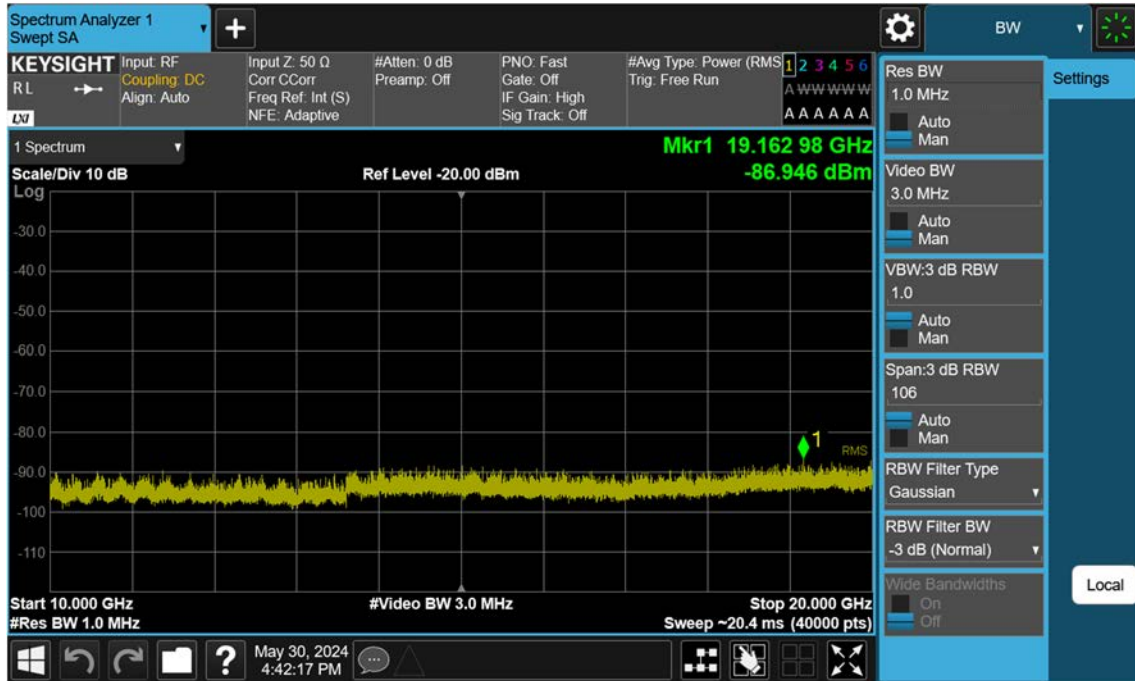 Spectrum Analyzer 1
Swept SA
BW
KEYSIGHT
R L
LXI
Input: RF
Coupling: DC
Align: Auto
Input Z: 50 Ω
Corr CCorr
Freq Ref: Int (S)
NFE: Adaptive
#Atten: 0 dB
Preamp: Off
PNO: Fast
Gate: Off
IF Gain: High
Sig Track: Off
#Avg Type: Power (RMS
Trig: Free Run
1 2 3 4 5 6
A W W W W W
A A A A A A
1 Spectrum
Scale/Div 10 dB
Log
Ref Level -20.00 dBm
Mkr1 19.162 98 GHz
-86.946 dBm
-30.0
-40.0
-50.0
-60.0
-70.0
-80.0
-90.0
-100
-110
1
RMS
Start 10.000 GHz
#Res BW 1.0 MHz
#Video BW 3.0 MHz
Stop 20.000 GHz
Sweep ~20.4 ms (40000 pts)
Res BW
1.0 MHz
Auto
Man
Video BW
3.0 MHz
Auto
Man
VBW:3 dB RBW
1.0
Auto
Man
Span:3 dB RBW
106
Auto
Man
RBW Filter Type
Gaussian
RBW Filter BW
-3 dB (Normal)
Wide Bandwidths
On
Off
Settings
Local
?
May 30, 2024
4:42:17 PM